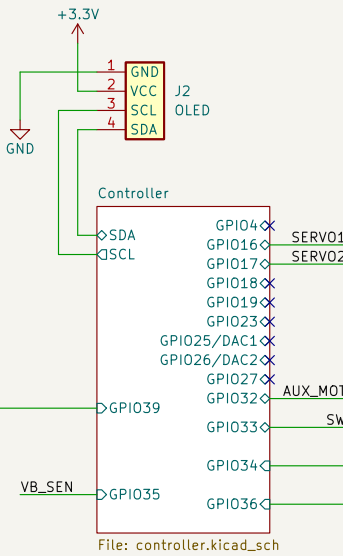 +3.3V
1 GND
2 VCC
3 SCL
4 SDA
J2
OLED
GND
Controller
SDA
SCL
GPIO4
GPIO16 SERVO1
GPIO17 SERVO2
GPIO18
GPIO19
GPIO23
GPIO25/DAC1
GPIO26/DAC2
GPIO27
GPIO32 AUX_MOT
GPIO39
GPIO33 SW
GPIO34
VB_SEN GPIO35
GPIO36
File: controller.kicad_sch